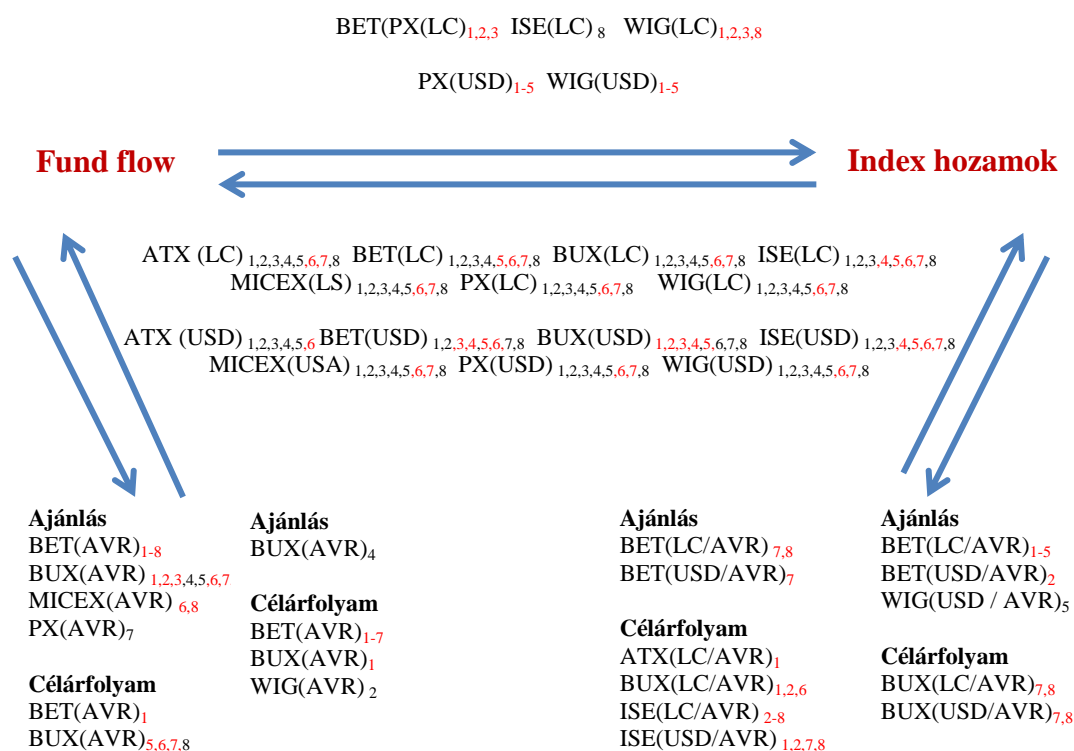 BET(PX(LC)1,2,3 ISE(LC) 8 WIG(LC)1,2,3,8
PX(USD)1-5 WIG(USD)1-5
Fund flow
Index hozamok
ATX (LC) 1,2,3,4,5,6,7,8 BET(LC) 1,2,3,4,5,6,7,8 BUX(LC) 1,2,3,4,5,6,7,8 ISE(LC) 1,2,3,4,5,6,7,8
MICEX(LS) 1,2,3,4,5,6,7,8 PX(LC) 1,2,3,4,5,6,7,8 WIG(LC) 1,2,3,4,5,6,7,8
ATX (USD) 1,2,3,4,5,6 BET(USD) 1,2,3,4,5,6,7,8 BUX(USD) 1,2,3,4,5,6,7,8 ISE(USD) 1,2,3,4,5,6,7,8
MICEX(USA) 1,2,3,4,5,6,7,8 PX(USD) 1,2,3,4,5,6,7,8 WIG(USD) 1,2,3,4,5,6,7,8
Ajánlás
BET(AVR)1-8
BUX(AVR) 1,2,3,4,5,6,7
MICEX(AVR) 6,8
PX(AVR)7
Célárfolyam
BET(AVR)1
BUX(AVR)5,6,7,8
Ajánlás
BUX(AVR)4
Célárfolyam
BET(AVR)1-7
BUX(AVR)1
WIG(AVR) 2
Ajánlás
BET(LC/AVR) 7,8
BET(USD/AVR)7
Célárfolyam
ATX(LC/AVR)1
BUX(LC/AVR)1,2,6
ISE(LC/AVR) 2-8
ISE(USD/AVR) 1,2,7,8
Ajánlás
BET(LC/AVR)1-5
BET(USD/AVR)2
WIG(USD / AVR)5
Célárfolyam
BUX(LC/AVR)7,8
BUX(USD/AVR)7,8